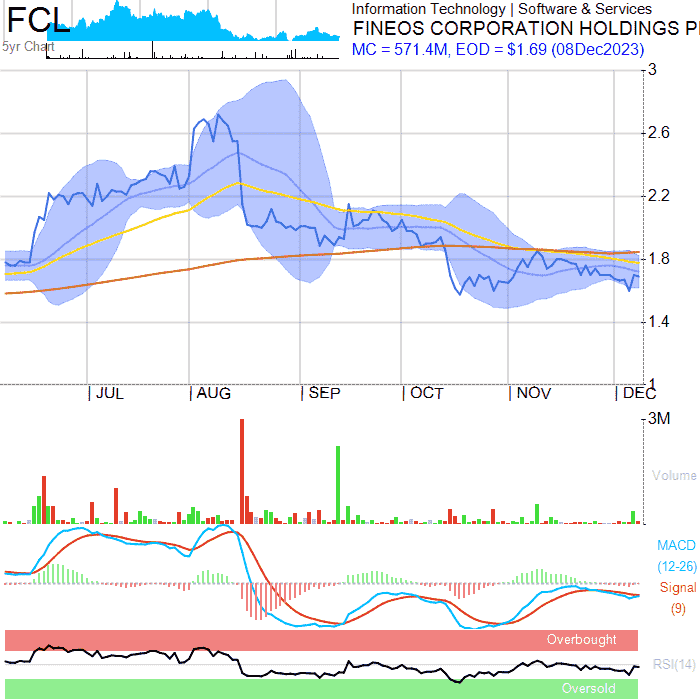 FCL
5yr Chart
Information Technology | Software & Services
FINEOS CORPORATION HOLDINGS P
MC = 571.4M, EOD = $1.69 (08Dec2023)
3
2.6
2.2
1.8
1.4
1
JUL AUG SEP OCT NOV DEC
3M
Volume
MACD
(12-26)
Signal
(9)
Overbought
RSI(14)
Oversold